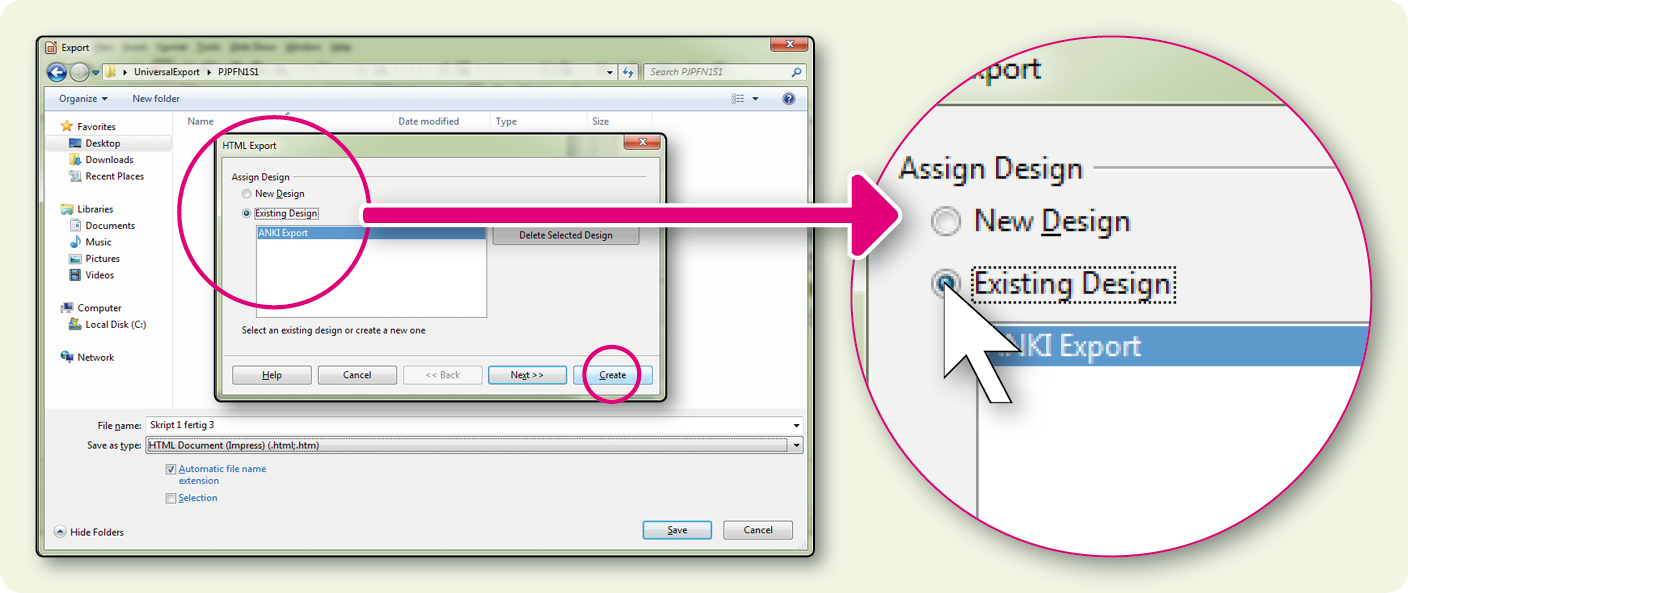 Export
UniversalExport ▸ PJPFN1S1
Search PJPFN1S1
Organize
New folder
Name
Date modified
Type
Size
Favorites
Desktop
Downloads
Recent Places
Libraries
Documents
Music
Pictures
Videos
Computer
Local Disk (C:)
Network
HTML Export
Assign Design
New Design
Existing Design
ANKI Export
Delete Selected Design
Select an existing design or create a new one
Help
Cancel
<< Back
Next >>
Create
File name:
Skript 1 fertig 3
Save as type:
HTML Document (Impress) (.html;.htm)
Automatic file name
extension
Selection
Hide Folders
Save
Cancel
xport
Assign Design
New Design
Existing Design
NKI Export